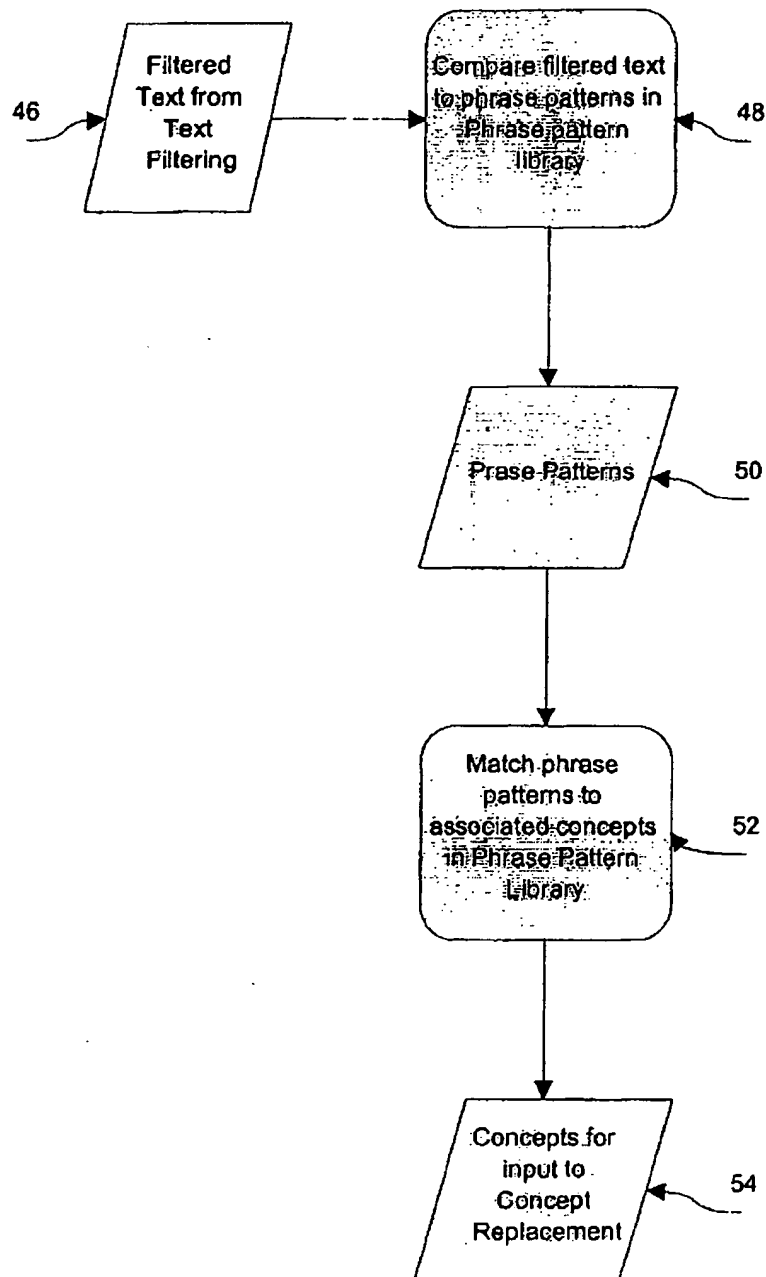 46
Filtered
Text from
Text
Filtering
Compare filtered text
to phrase patterns in
Phrase pattern
library
48
Prase Patterns
50
Match phrase
patterns to
associated concepts
in Phrase Pattern
Library
52
Concepts for
input to
Concept
Replacement
54